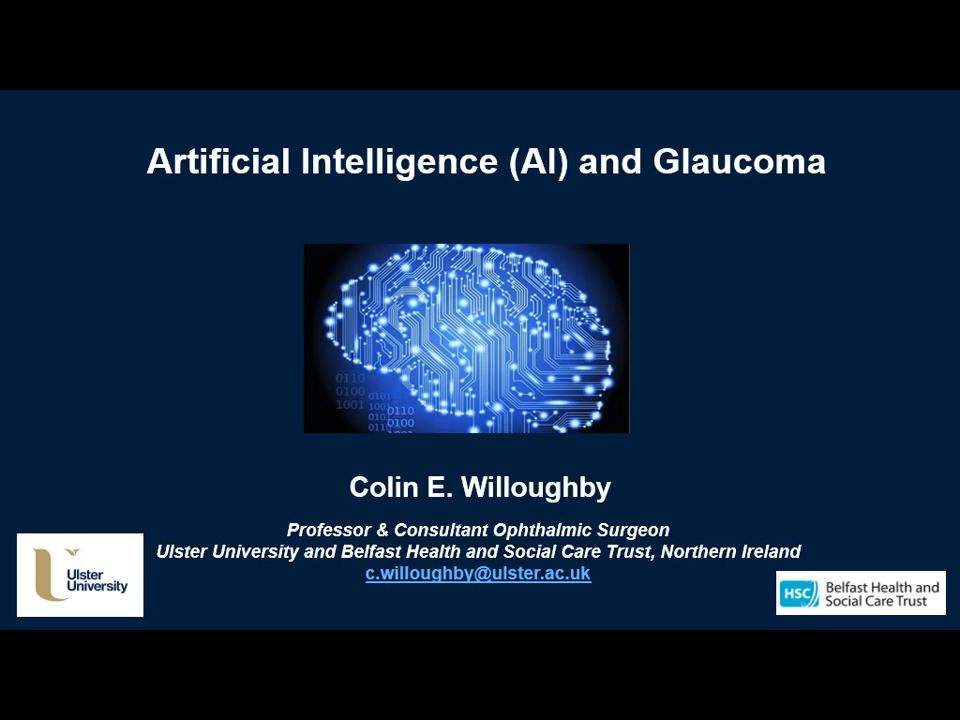 Artificial Intelligence (AI) and Glaucoma
0110
0100
1001
0101
1001
0110
0100
Colin E. Willoughby
Professor & Consultant Ophthalmic Surgeon
Ulster University and Belfast Health and Social Care Trust, Northern Ireland
c.willoughby@ulster.ac.uk
Ulster
University
HSC
Belfast Health and
Social Care Trust